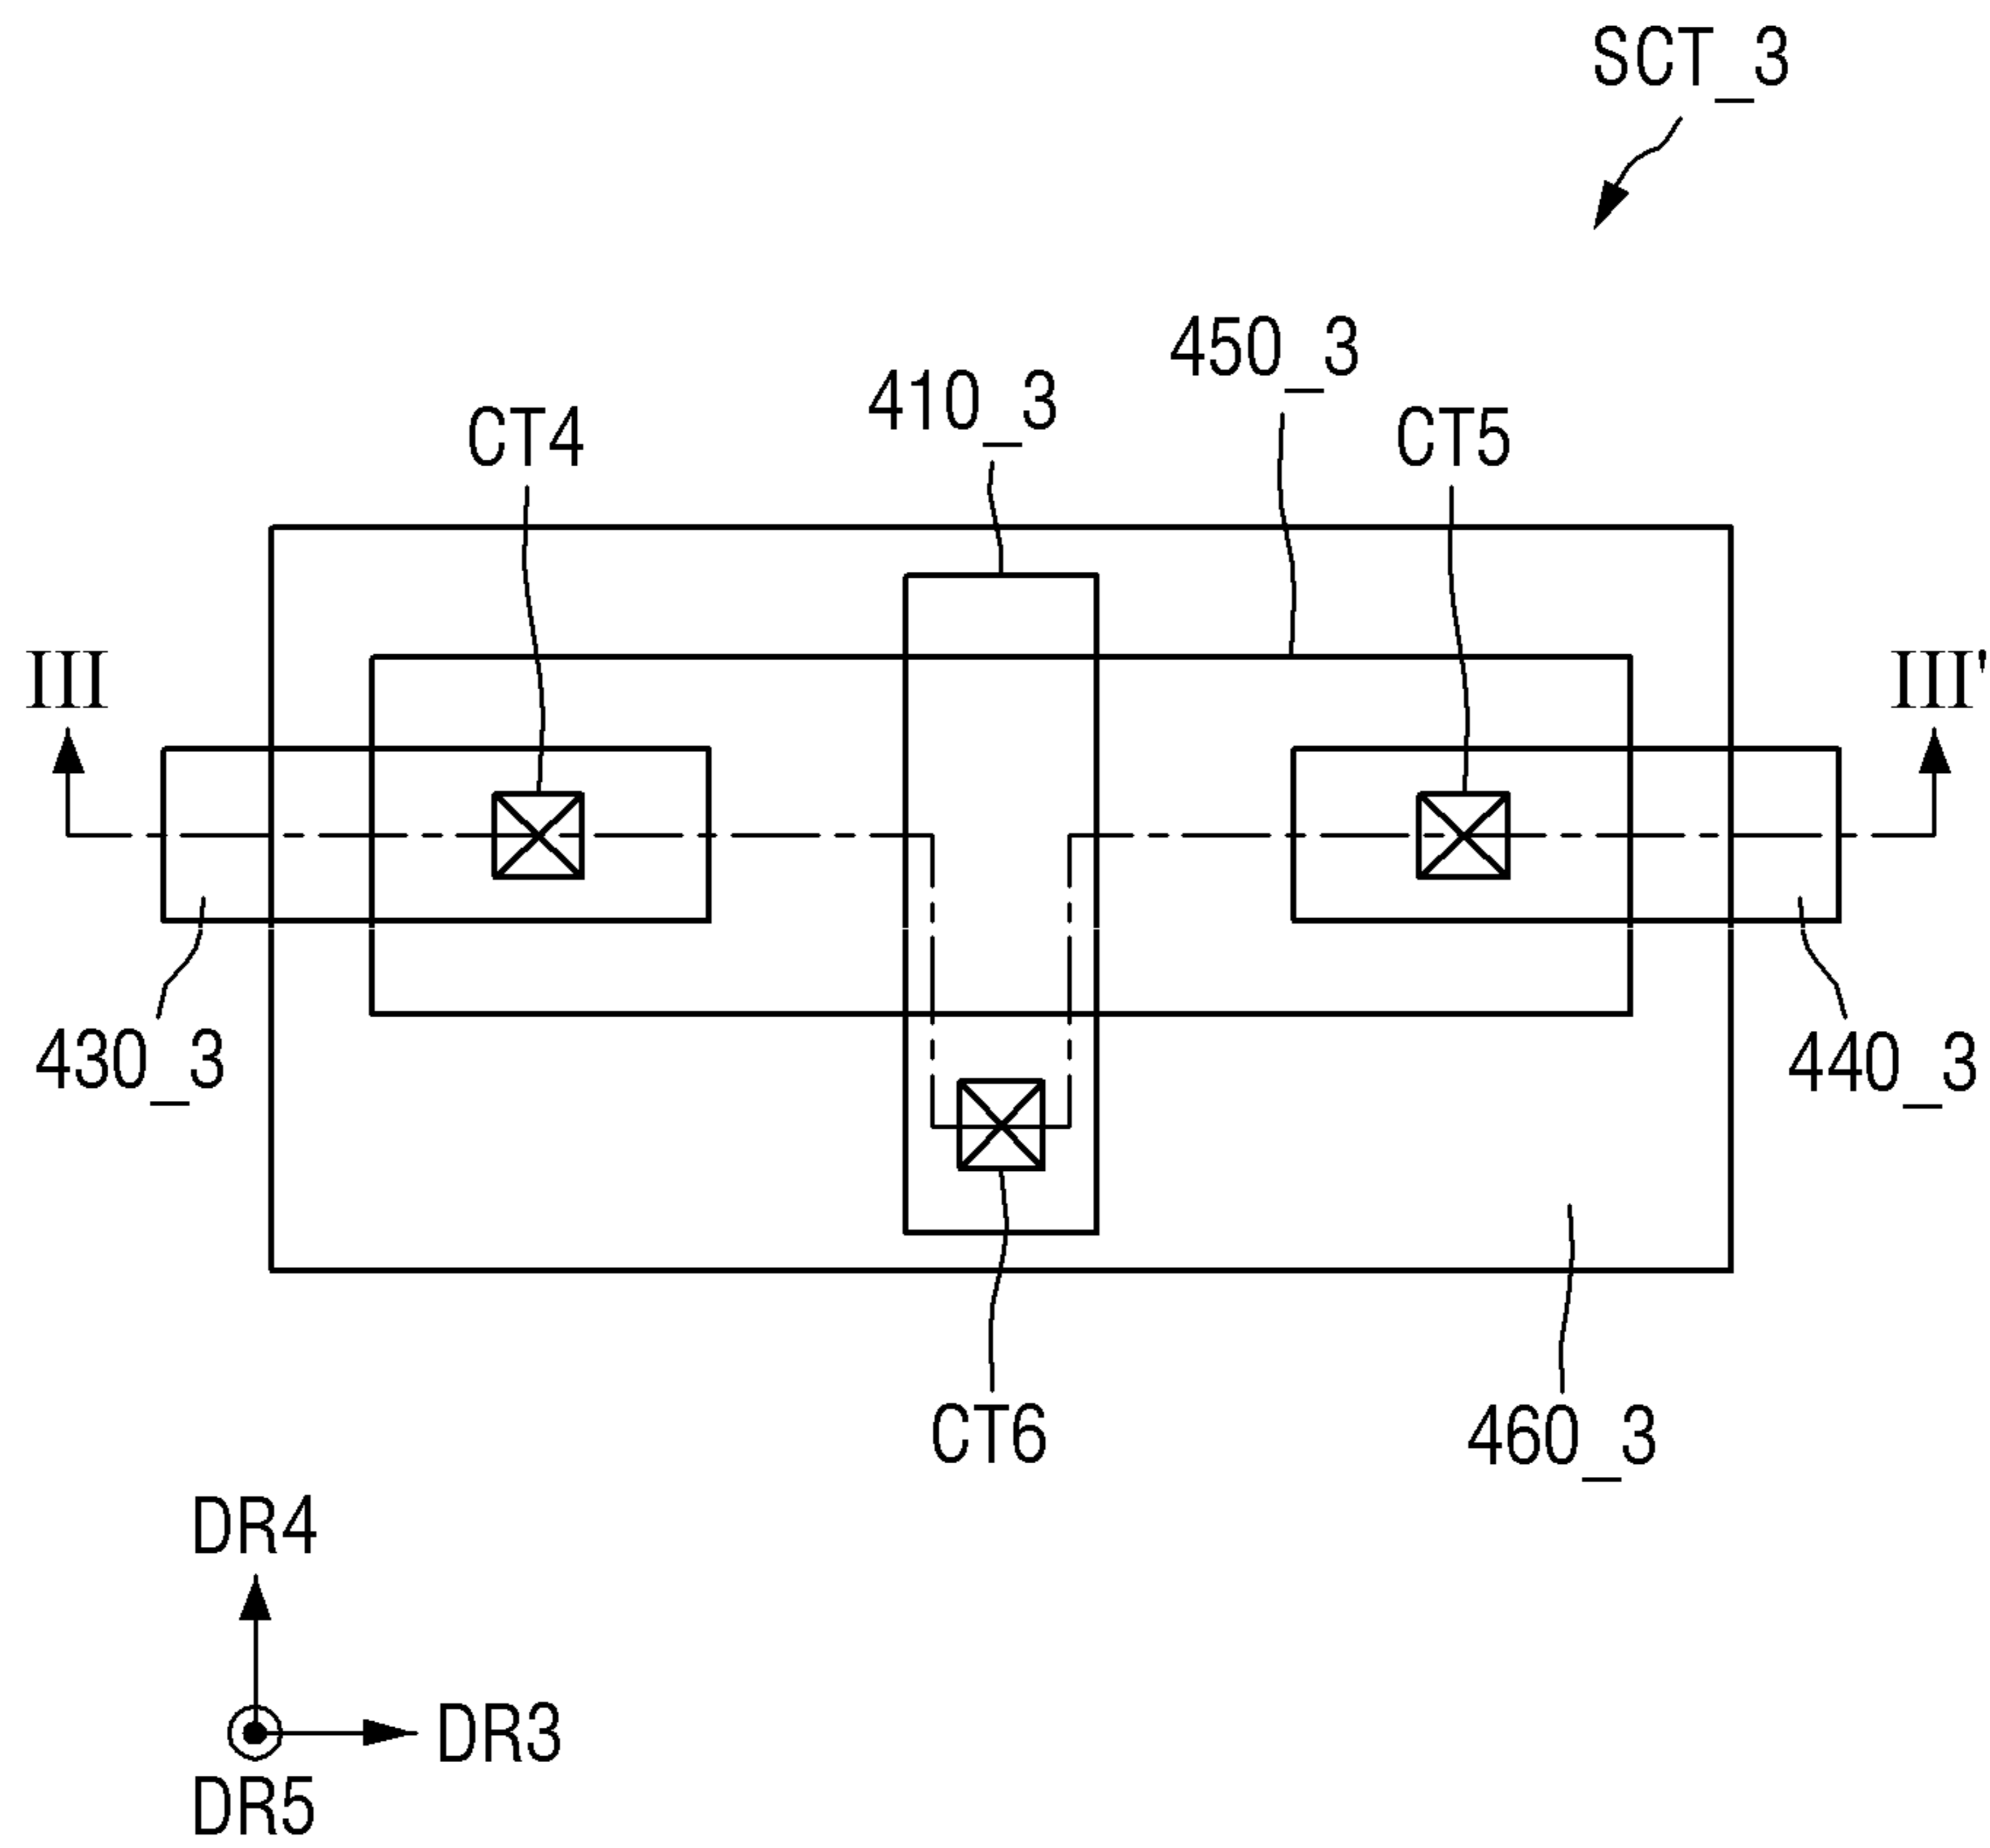 SCT_3
450_3
410_3
CT4
CT5
III
III'
430_3
440_3
CT6
460_3
DR4
DR3
DR5